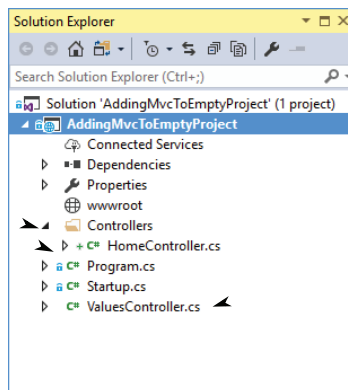 Solution Explorer
Search Solution Explorer (Ctrl+;)
Solution 'AddingMvcToEmptyProject' (1 project)
AddingMvcToEmptyProject
Connected Services
Dependencies
Properties
wwwroot
Controllers
+ C# HomeController.cs
C# Program.cs
C# Startup.cs
C# ValuesController.cs